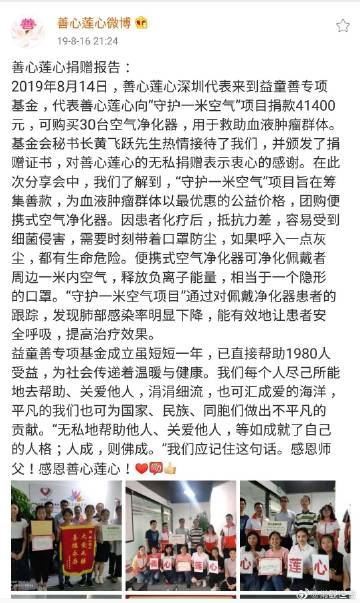 善心莲心微博
19-8-16 21:24
善心莲心捐赠报告：
2019年8月14日，善心莲心深圳代表来到益童善专项
基金，代表善心莲心向“守护一米空气”项目捐款41400
元，可购买30台空气净化器，用于救助血液肿瘤群体。
基金会秘书长黄飞跃先生热情接待了我们，并颁发了捐
赠证书，对善心莲心的无私捐赠表示衷心的感谢。在此
次分享会中，我们了解到，“守护一米空气”项目旨在筹
集善款，为血液肿瘤群体以最优惠的公益价格，团购便
携式空气净化器。因患者化疗后，抵抗力差，容易受到
细菌侵害，需要时刻带着口罩防尘，如果呼入一点灰
尘，都有生命危险。便携式空气净化器可净化佩戴者
周边一米内空气，释放负离子能量，相当于一个隐形
的口罩。“守护一米空气项目”通过对佩戴净化器患者的
跟踪，发现肺部感染率明显下降，能有效地让患者安
全呼吸，提高治疗效果。
益童善专项基金成立虽短短一年，已直接帮助1980人
受益，为社会传递着温暖与健康。我们每个人尽己所能
地去帮助、关爱他人，涓涓细流，也可汇成爱的海洋，
平凡的我们也可为国家、民族、同胞们做出不平凡的
贡献。“无私地帮助他人、关爱他人，等如成就了自己
的人格；人成，则佛成。”我们应记住这句话。感恩师
父！感恩善心莲心！
心 莲 心
心 莲 心